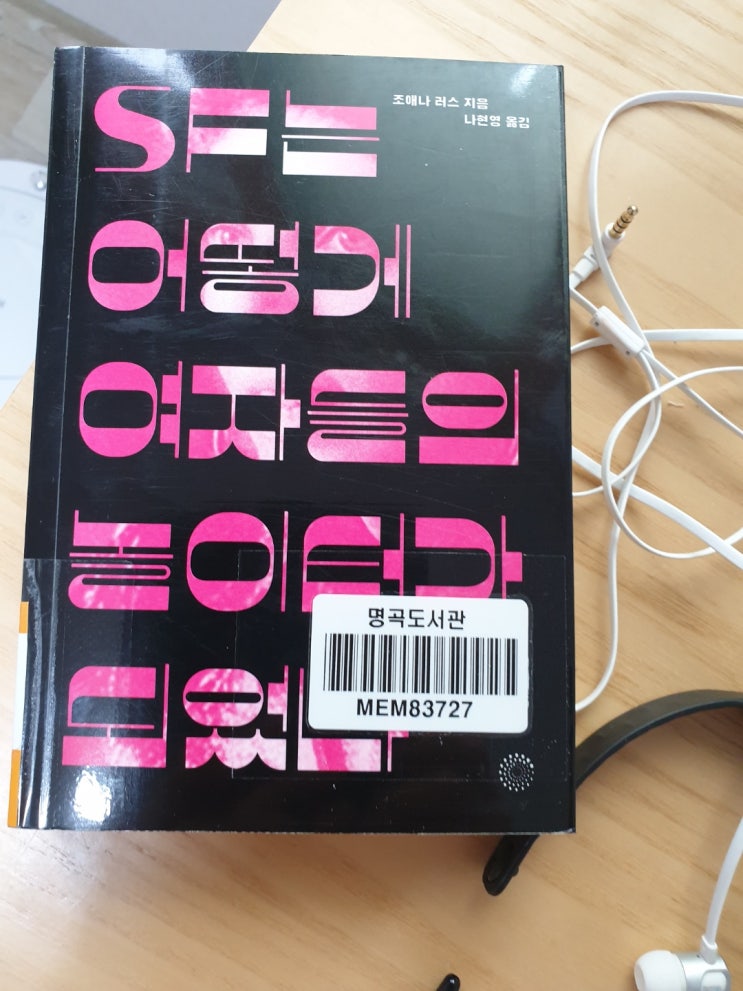 SF는
조애나 러스 지음
나현영 옮김
어떻게
여자들의
놀이터가
되었나
명곡도서관
MEM83727